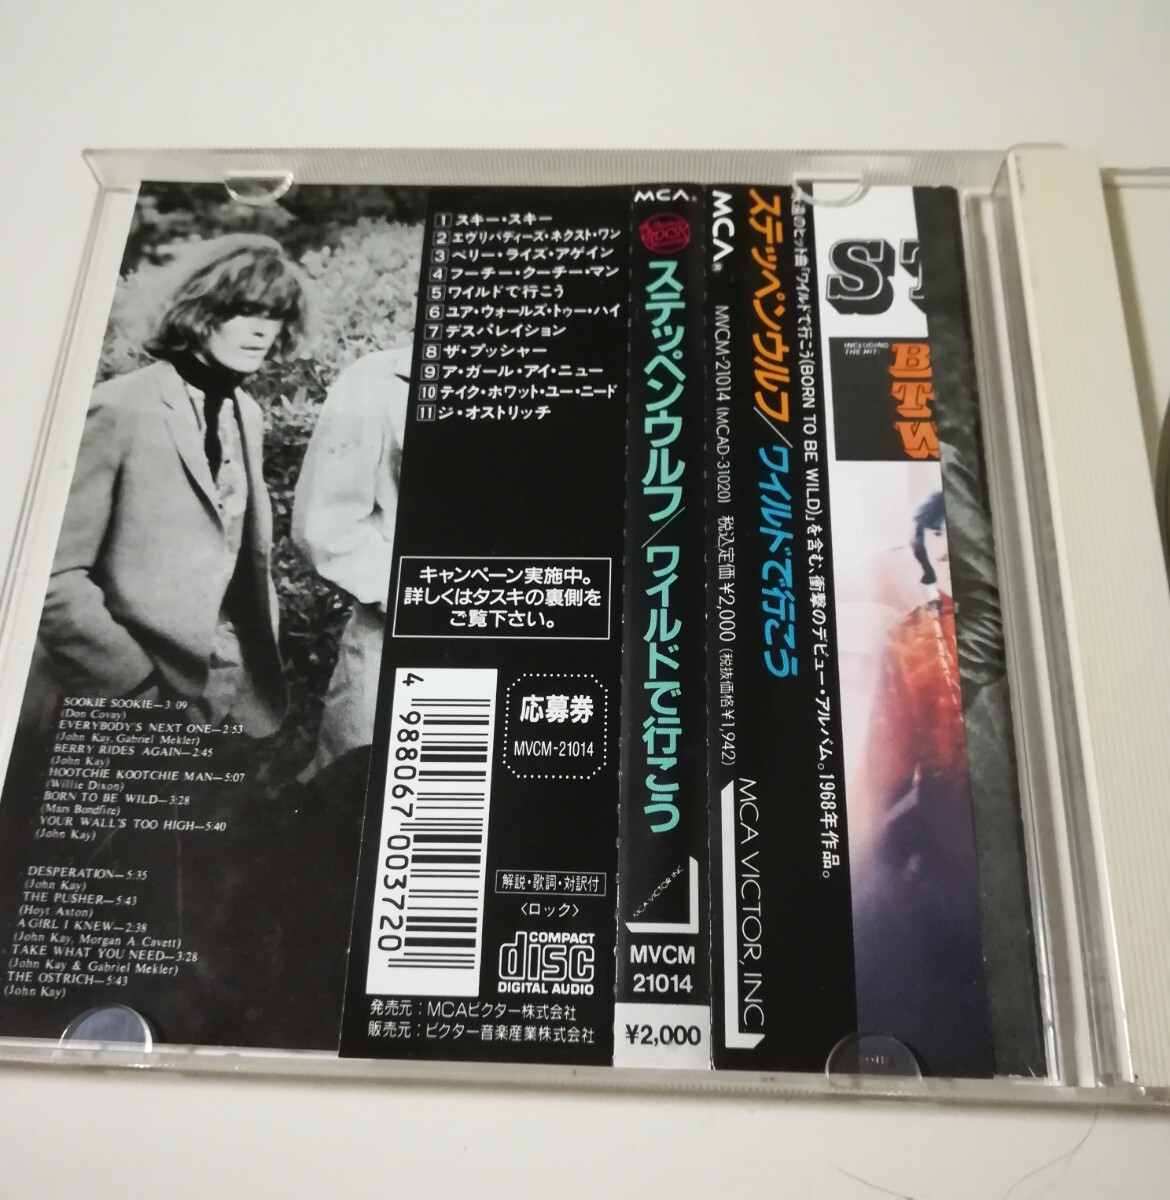 SOOKIE SOOKIE—3:09
(Don Covay)
EVERYBODY'S NEXT ONE—2:53
(John Kay, Gabriel Mekler)
BERRY RIDES AGAIN—2:45
(John Kay)
HOOTCHIE KOOTCHIE MAN—5:07
(Willie Dixon)
BORN TO BE WILD—3:28
(Mars Bonfire)
YOUR WALL'S TOO HIGH—5:40
(John Kay)
DESPERATION—5:35
(John Kay)
THE PUSHER—5:43
(Hoyt Axton)
A GIRL I KNEW—2:38
(John Kay, Morgan A. Cavett)
TAKE WHAT YOU NEED—3:28
(John Kay & Gabriel Mekler)
THE OSTRICH—5:43
(John Kay)
1 スキー・スキー
2 エヴリバディーズ・ネクスト・ワン
3 ベリー・ライズ・アゲイン
4 フーチー・クーチー・マン
5 ワイルドで行こう
6 ユア・ウォールズ・トゥー・ハイ
7 デスパレイション
8 ザ・プッシャー
9 ア・ガール・アイ・ニュー
10 テイク・ホワット・ユー・ニード
11 ジ・オストリッチ
キャンペーン実施中。
詳しくはタスキの裏側を
ご覧下さい。
4 988067 003720
応募券
MVCM-21014
解説・歌詞・対訳付
〈ロック〉
COMPACT
disc
DIGITAL AUDIO
発売元：MCAビクター株式会社
販売元：ビクター音楽産業株式会社
MCA®
ROCK
ステッペンウルフ／ワイルドで行こう
MCA VICTOR, INC.
MVCM
21014
¥2,000
MCA®
MVCM-21014 (MCAD-31020) 税込定価¥2,000 (税抜価格¥1,942)
MCA VICTOR, INC.
ステッペンウルフ／ワイルドで行こう
のヒット曲「ワイルドで行こう(BORN TO BE WILD)」を含む、衝撃のデビュー・アルバム。1968年作品。
ST
INCLUDING
THE HIT:
B
T
W